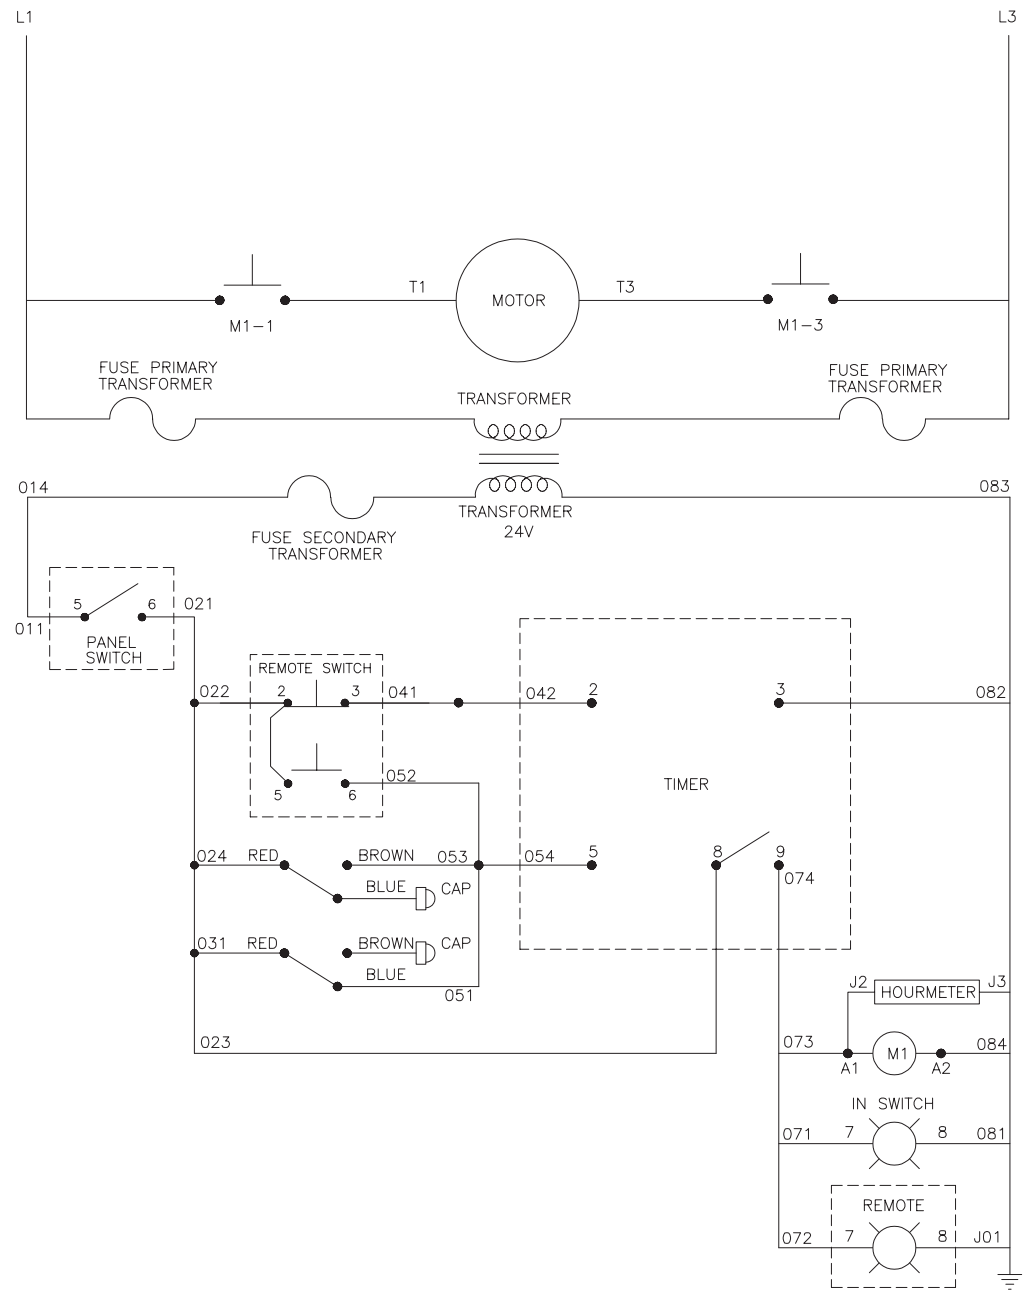 L1
L3
T1
MOTOR
T3
M1-1
M1-3
FUSE PRIMARY
TRANSFORMER
FUSE PRIMARY
TRANSFORMER
TRANSFORMER
014
083
TRANSFORMER
24V
FUSE SECONDARY
TRANSFORMER
5
6
021
011
PANEL
SWITCH
REMOTE SWITCH
022
2
3
041
042
2
3
082
052
5
6
TIMER
024
RED
BROWN
053
054
5
8
9
074
BLUE
CAP
031
RED
BROWN
CAP
BLUE
051
J2
HOURMETER
J3
023
073
M1
084
A1
A2
IN SWITCH
071
7
8
081
REMOTE
072
7
8
J01